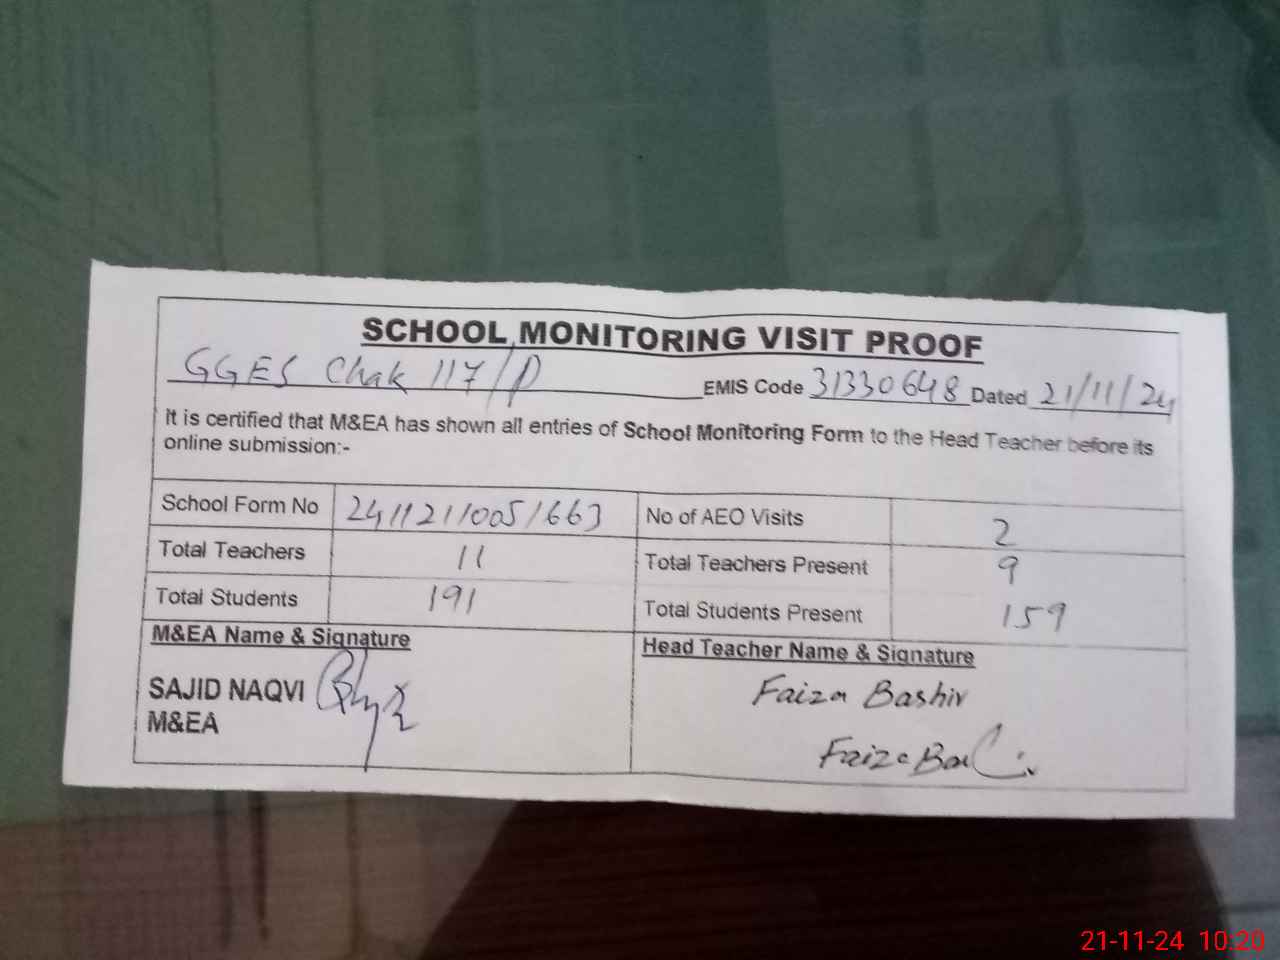 SCHOOL MONITORING VISIT PROOF
GGES Chak 117/P EMIS Code 31330648 Dated 21/11/24
It is certified that M&EA has shown all entries of School Monitoring Form to the Head Teacher before its
online submission:-
School Form No 24112110051663 No of AEO Visits 2
Total Teachers 11 Total Teachers Present 9
Total Students 191 Total Students Present 159
M&EA Name & Signature Head Teacher Name & Signature
SAJID NAQVI Faiza Bashir
M&EA
21-11-24 10:20